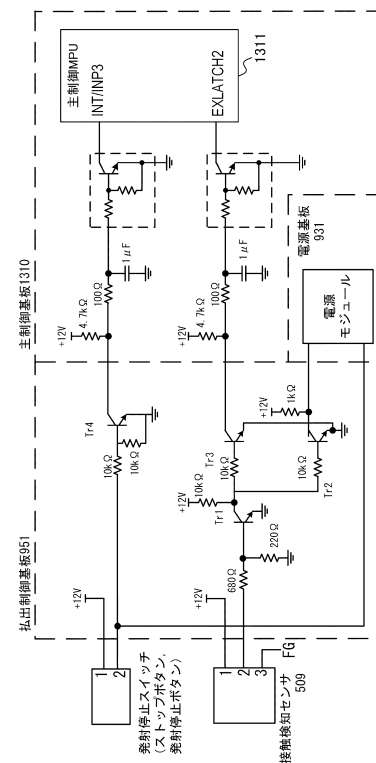 主制御基板1310
主制御MPU
INT/INP3
EXLATCH2
1311
+12V
4.7kΩ
100Ω
1μF
+12V
4.7kΩ
100Ω
1μF
電源基板
931
電源
モジュール
払出制御基板951
Tr4
10kΩ
10kΩ
+12V
1kΩ
Tr3
10kΩ
10kΩ
Tr2
+12V
10kΩ
Tr1
680Ω
220Ω
+12V
+12V
1
2
発射停止スイッチ
(ストップボタン,
発射停止ボタン)
1
2
3
FG
接触検知センサ
509